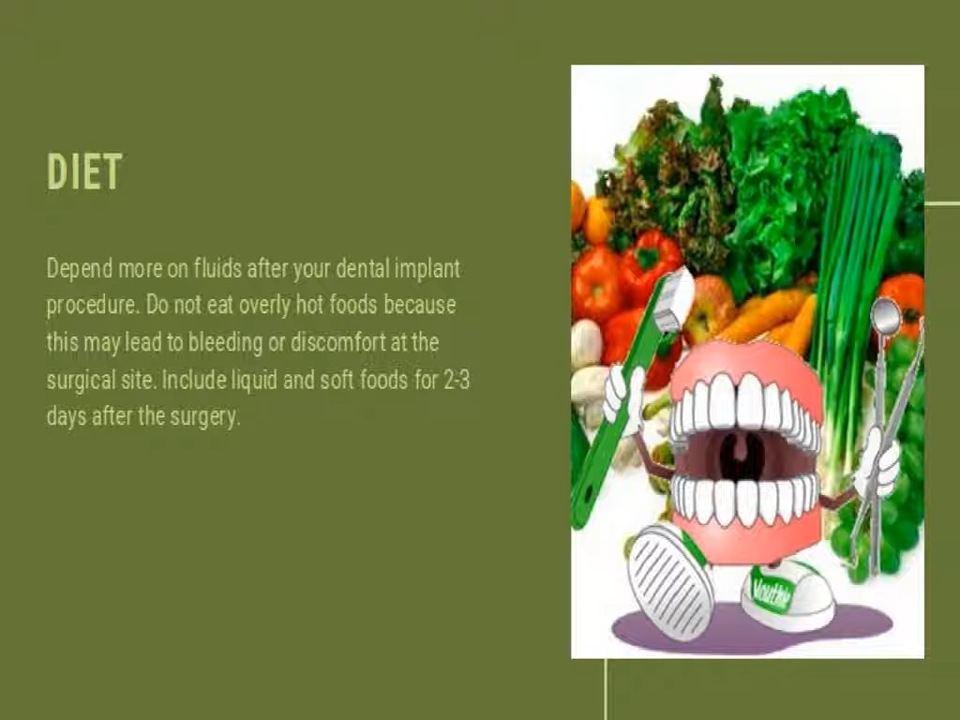 DIET
Depend more on fluids after your dental implant
procedure. Do not eat overly hot foods because
this may lead to bleeding or discomfort at the
surgical site. Include liquid and soft foods for 2-3
days after the surgery.